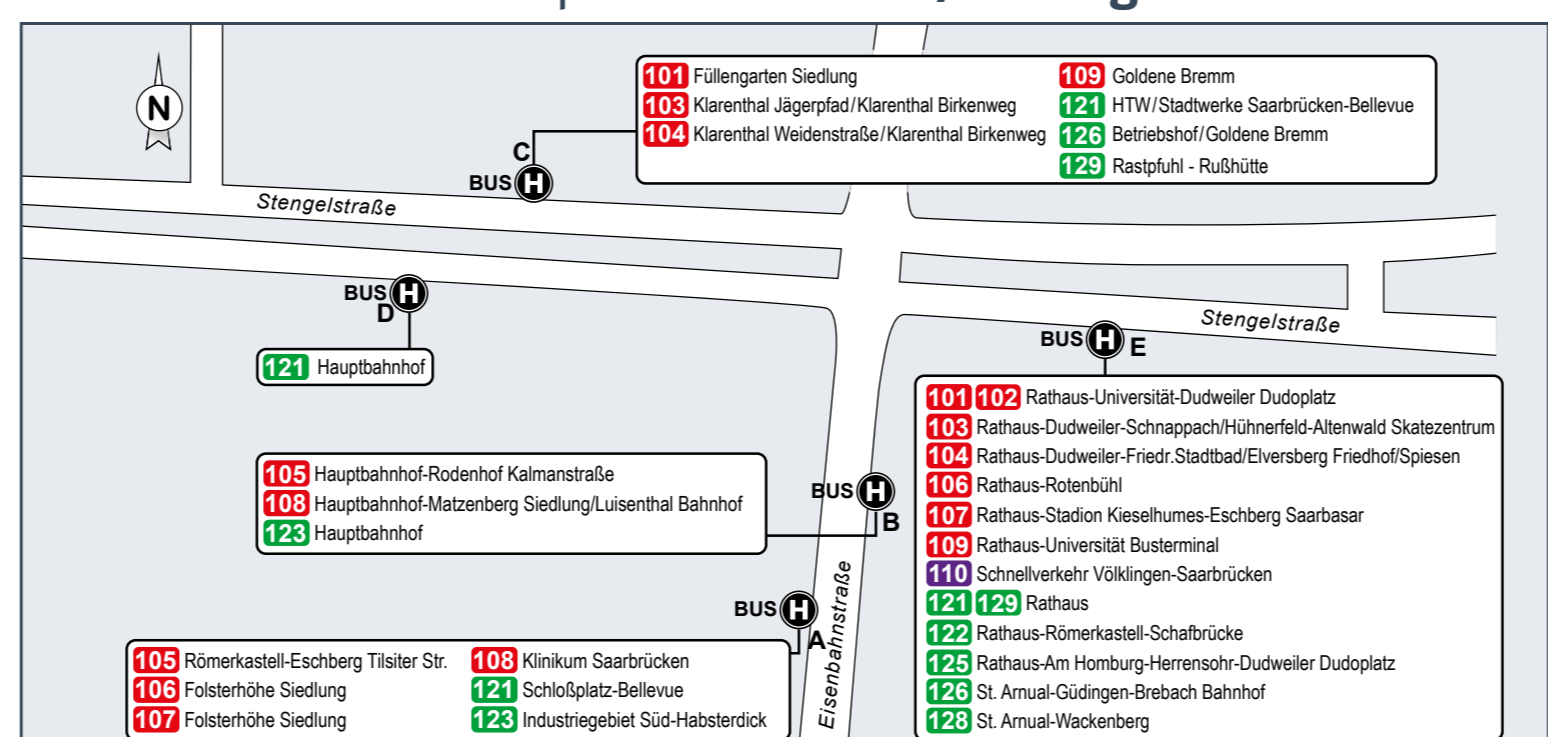 N
101 Füllengarten Siedlung
103 Klarenthal Jägerpfad/Klarenthal Birkenweg
104 Klarenthal Weidenstraße/Klarenthal Birkenweg
109 Goldene Bremm
121 HTW/Stadtwerke Saarbrücken-Bellevue
126 Betriebshof/Goldene Bremm
129 Rastpfuhl - Rußhütte
C
BUS H
Stengelstraße
BUS H
D
121 Hauptbahnhof
Stengelstraße
BUS H E
105 Hauptbahnhof-Rodenhof Kalmanstraße
108 Hauptbahnhof-Matzenberg Siedlung/Luisenthal Bahnhof
123 Hauptbahnhof
BUS H
B
101 102 Rathaus-Universität-Dudweiler Dudoplatz
103 Rathaus-Dudweiler-Schnappach/Hühnerfeld-Altenwald Skatezentrum
104 Rathaus-Dudweiler-Friedr.Stadtbad/Elversberg Friedhof/Spiesen
106 Rathaus-Rotenbühl
107 Rathaus-Stadion Kieselhumes-Eschberg Saarbasar
109 Rathaus-Universität Busterminal
110 Schnellverkehr Völklingen-Saarbrücken
121 129 Rathaus
122 Rathaus-Römerkastell-Schafbrücke
125 Rathaus-Am Homburg-Herrensohr-Dudweiler Dudoplatz
126 St. Arnual-Güdingen-Brebach Bahnhof
128 St. Arnual-Wackenberg
BUS H
A
Eisenbahnstraße
105 Römerkastell-Eschberg Tilsiter Str.
106 Folsterhöhe Siedlung
107 Folsterhöhe Siedlung
108 Klinikum Saarbrücken
121 Schloßplatz-Bellevue
123 Industriegebiet Süd-Habsterdick